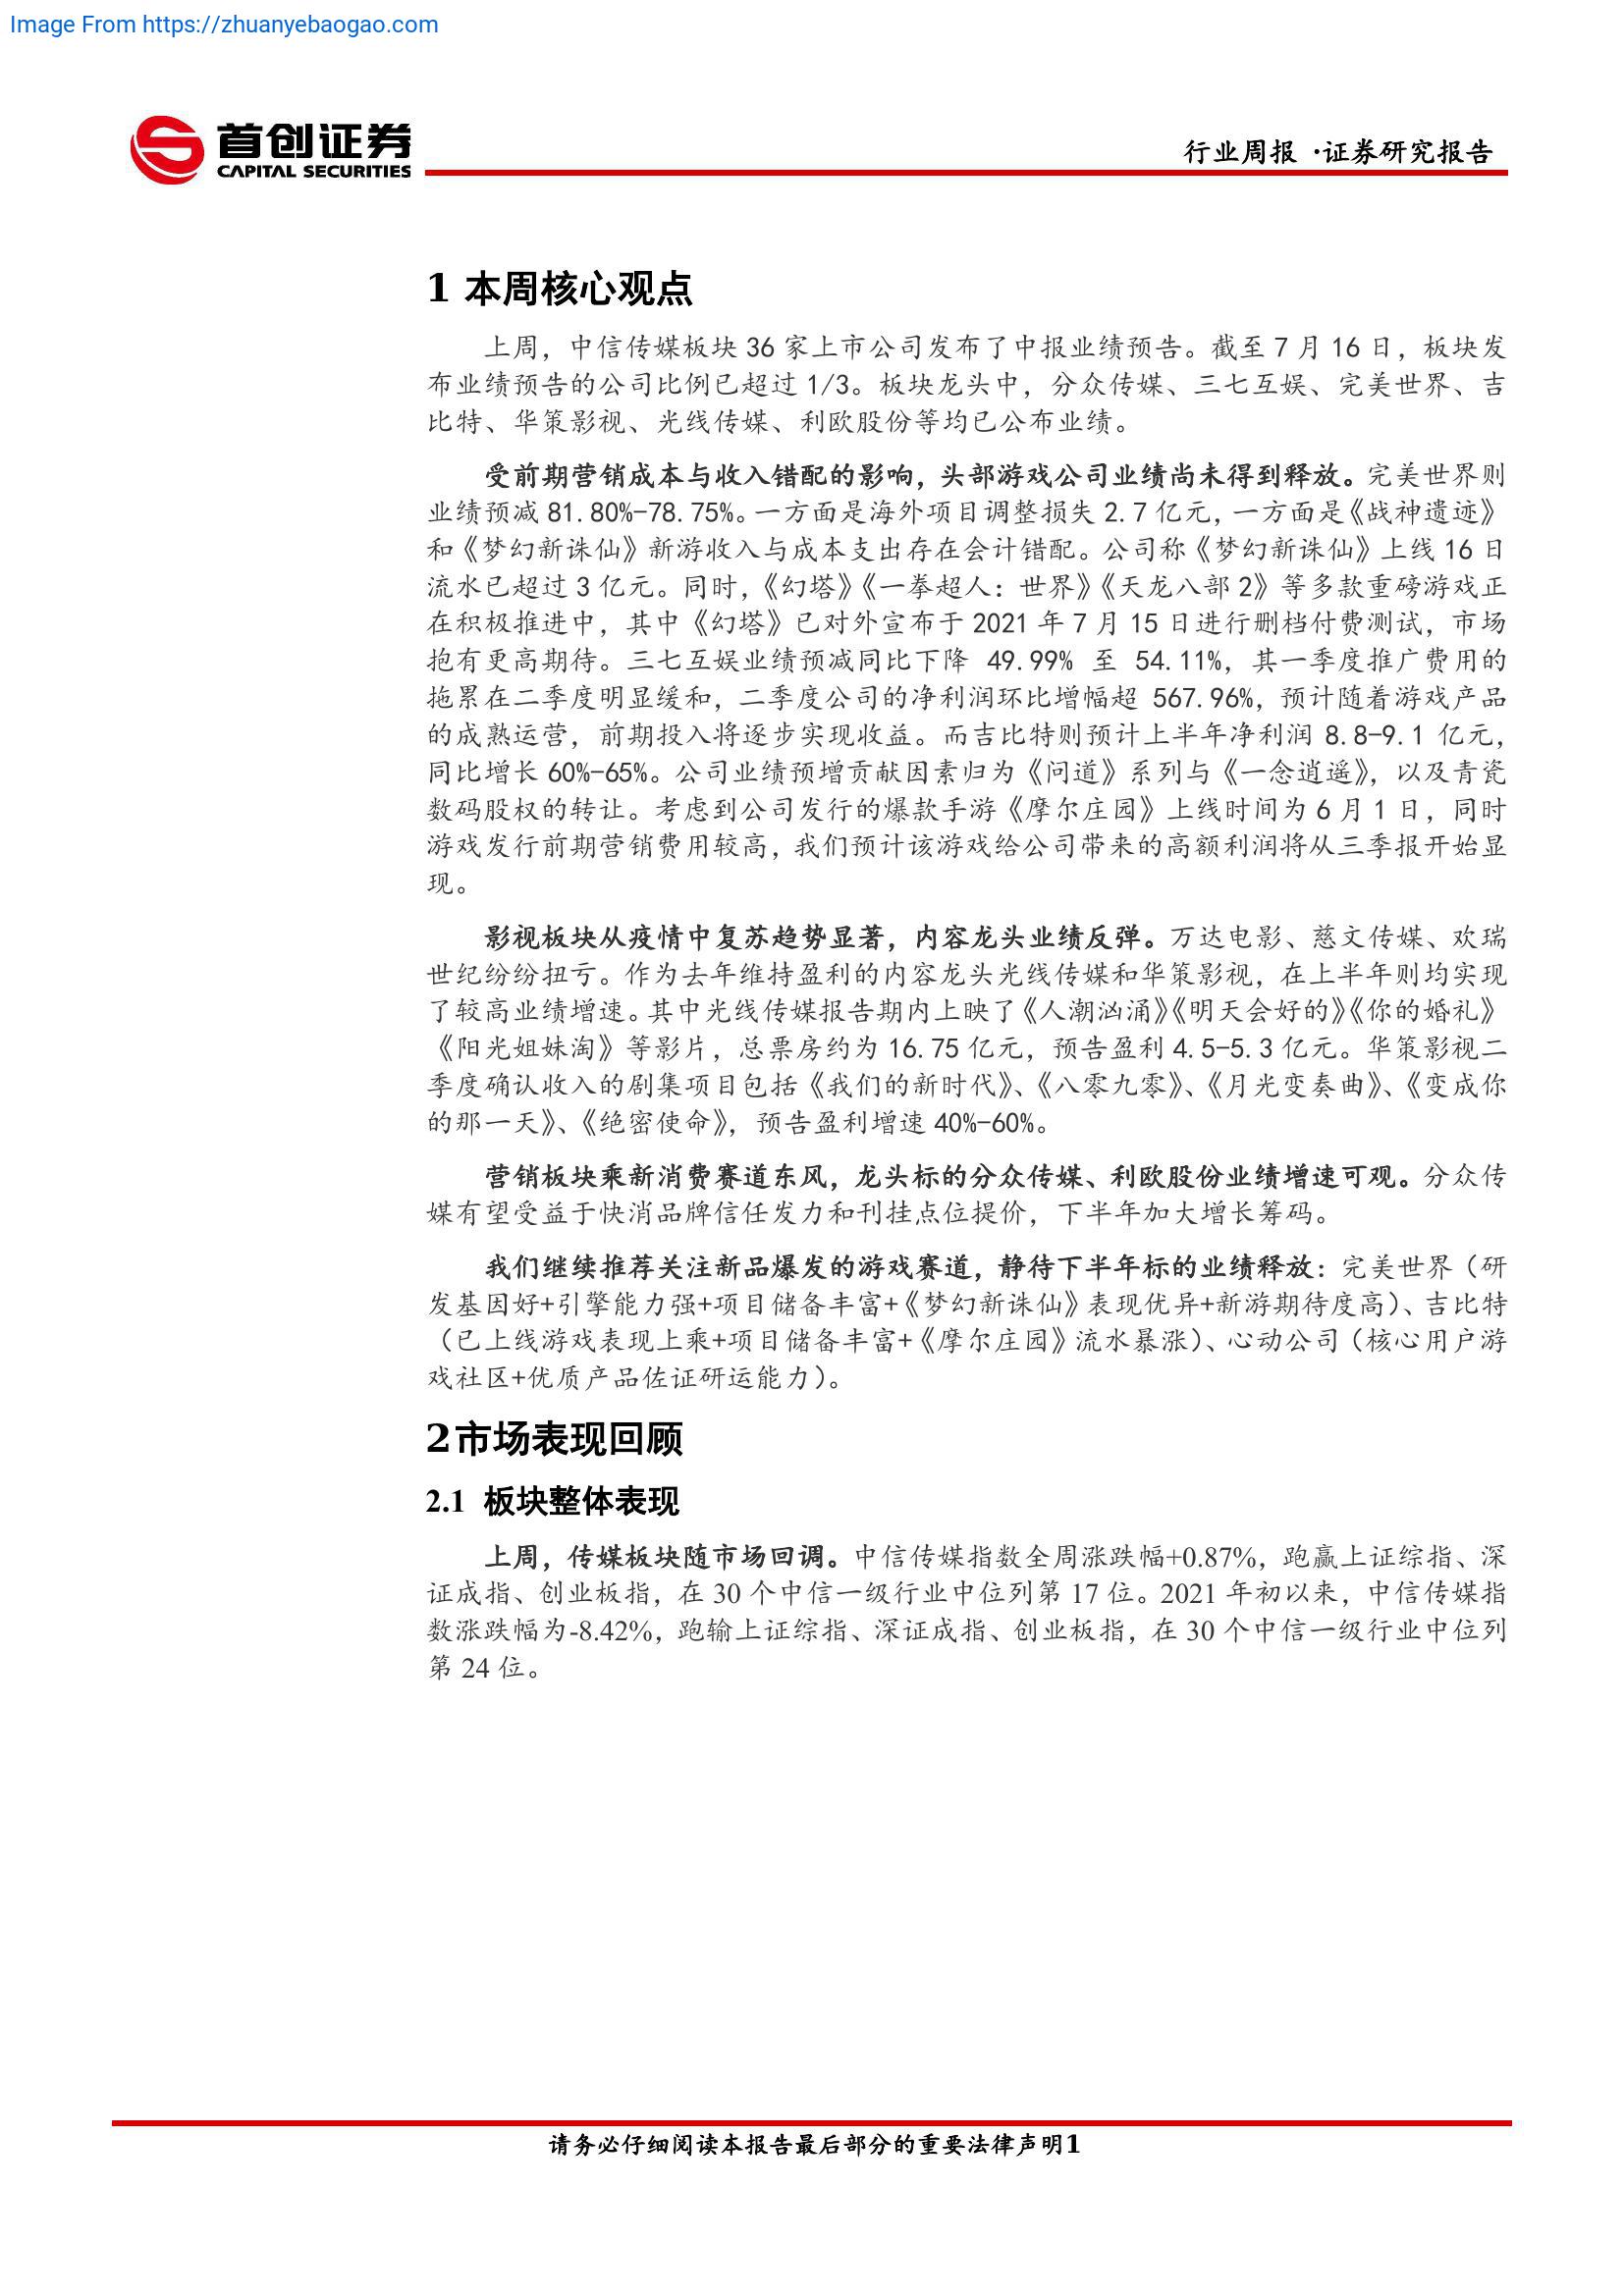 Image From https://zhuanyebaogao.com
首创证券
CAPITAL SECURITIES
行业周报 ·证券研究报告
1 本周核心观点
上周，中信传媒板块 36 家上市公司发布了中报业绩预告。截至 7 月 16 日，板块发
布业绩预告的公司比例已超过 1/3。板块龙头中，分众传媒、三七互娱、完美世界、吉
比特、华策影视、光线传媒、利欧股份等均已公布业绩。
受前期营销成本与收入错配的影响，头部游戏公司业绩尚未得到释放。完美世界则
业绩预减 81.80%-78.75%。一方面是海外项目调整损失 2.7 亿元，一方面是《战神遗迹》
和《梦幻新诛仙》新游收入与成本支出存在会计错配。公司称《梦幻新诛仙》上线 16 日
流水已超过 3 亿元。同时，《幻塔》《一拳超人：世界》《天龙八部 2》等多款重磅游戏正
在积极推进中，其中《幻塔》已对外宣布于 2021 年 7 月 15 日进行删档付费测试，市场
抱有更高期待。三七互娱业绩预减同比下降 49.99% 至 54.11%，其一季度推广费用的
拖累在二季度明显缓和，二季度公司的净利润环比增幅超 567.96%，预计随着游戏产品
的成熟运营，前期投入将逐步实现收益。而吉比特则预计上半年净利润 8.8-9.1 亿元，
同比增长 60%-65%。公司业绩预增贡献因素归为《问道》系列与《一念逍遥》，以及青瓷
数码股权的转让。考虑到公司发行的爆款手游《摩尔庄园》上线时间为 6 月 1 日，同时
游戏发行前期营销费用较高，我们预计该游戏给公司带来的高额利润将从三季报开始显
现。
影视板块从疫情中复苏趋势显著，内容龙头业绩反弹。万达电影、慈文传媒、欢瑞
世纪纷纷扭亏。作为去年维持盈利的内容龙头光线传媒和华策影视，在上半年则均实现
了较高业绩增速。其中光线传媒报告期内上映了《人潮汹涌》《明天会好的》《你的婚礼》
《阳光姐妹淘》等影片，总票房约为 16.75 亿元，预告盈利 4.5-5.3 亿元。华策影视二
季度确认收入的剧集项目包括《我们的新时代》、《八零九零》、《月光变奏曲》、《变成你
的那一天》、《绝密使命》，预告盈利增速 40%-60%。
营销板块乘新消费赛道东风，龙头标的分众传媒、利欧股份业绩增速可观。分众传
媒有望受益于快消品牌信任发力和刊挂点位提价，下半年加大增长筹码。
我们继续推荐关注新品爆发的游戏赛道，静待下半年标的业绩释放：完美世界（研
发基因好+引擎能力强+项目储备丰富+《梦幻新诛仙》表现优异+新游期待度高）、吉比特
（已上线游戏表现上乘+项目储备丰富+《摩尔庄园》流水暴涨）、心动公司（核心用户游
戏社区+优质产品佐证研运能力）。
2市场表现回顾
2.1 板块整体表现
上周，传媒板块随市场回调。中信传媒指数全周涨跌幅+0.87%，跑赢上证综指、深
证成指、创业板指，在 30 个中信一级行业中位列第 17 位。2021 年初以来，中信传媒指
数涨跌幅为-8.42%，跑输上证综指、深证成指、创业板指，在 30 个中信一级行业中位列
第 24 位。
请务必仔细阅读本报告最后部分的重要法律声明1